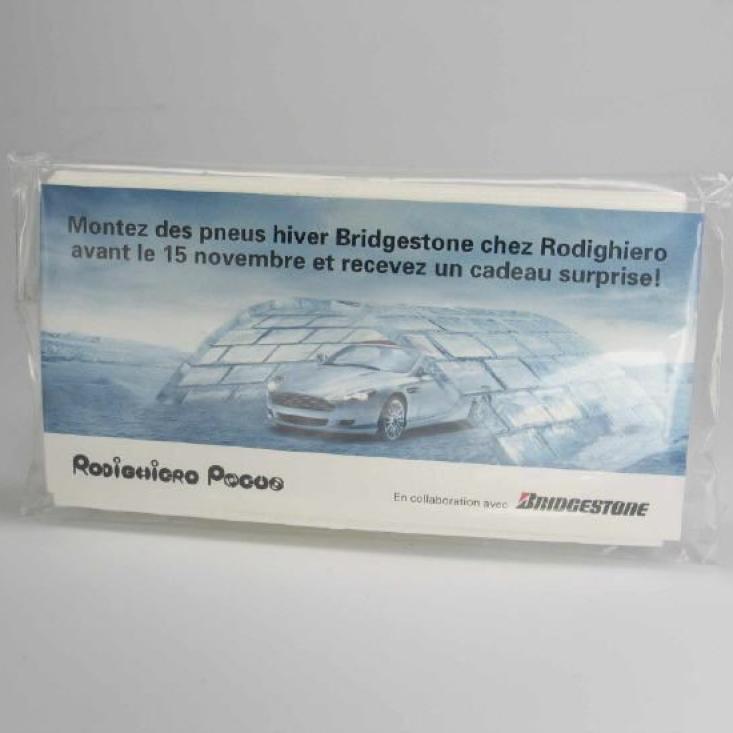 Montez des pneus hiver Bridgestone chez Rodighiero
avant le 15 novembre et recevez un cadeau surprise!
RODIGHIERO PNEUS
En collaboration avec BRIDGESTONE